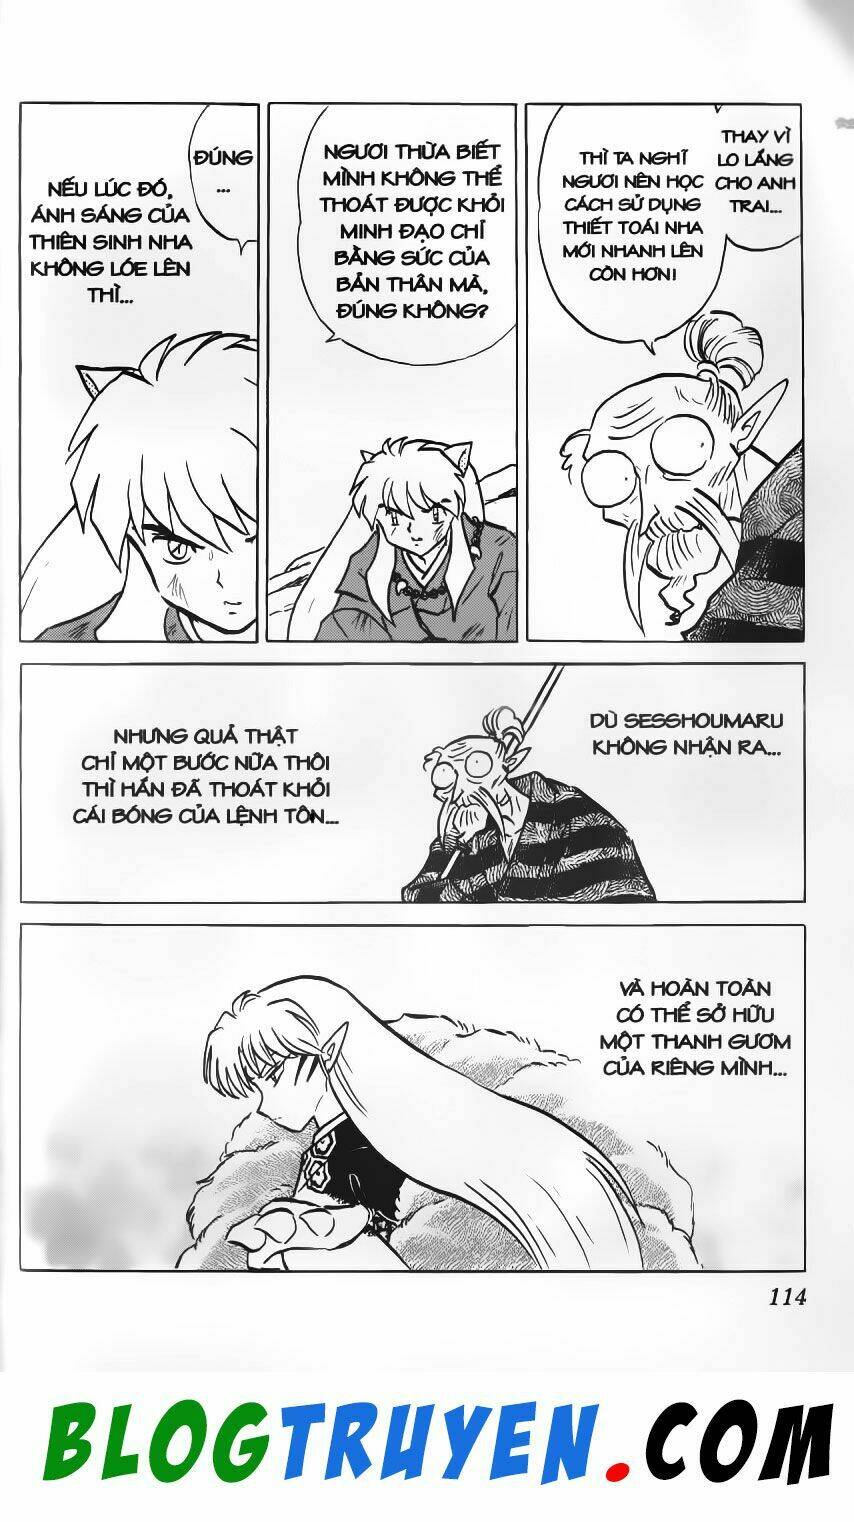 THAY VÌ
LO LẮNG
CHO ANH
TRAI...
THÌ TA NGHĨ
NGƯƠI NÊN HỌC
CÁCH SỬ DỤNG
THIẾT TOÁI NHA
MỚI NHANH LÊN
CÒN HƠN!
NGƯƠI THỪA BIẾT
MÌNH KHÔNG THỂ
THOÁT ĐƯỢC KHỎI
MINH ĐẠO CHỈ
BẰNG SỨC CỦA
BẢN THÂN MÀ,
ĐÚNG KHÔNG?
ĐÚNG
...
NẾU LÚC ĐÓ,
ÁNH SÁNG CỦA
THIÊN SINH NHA
KHÔNG LÓE LÊN
THÌ...
DÙ SESSHOUMARU
KHÔNG NHẬN RA...
NHƯNG QUẢ THẬT
CHỈ MỘT BƯỚC NỮA THÔI
THÌ HẮN ĐÃ THOÁT KHỎI
CÁI BÓNG CỦA LỆNH TÔN...
VÀ HOÀN TOÀN
CÓ THỂ SỞ HỮU
MỘT THANH GƯƠM
CỦA RIÊNG MÌNH...
114
BLOGTRUYEN.COM